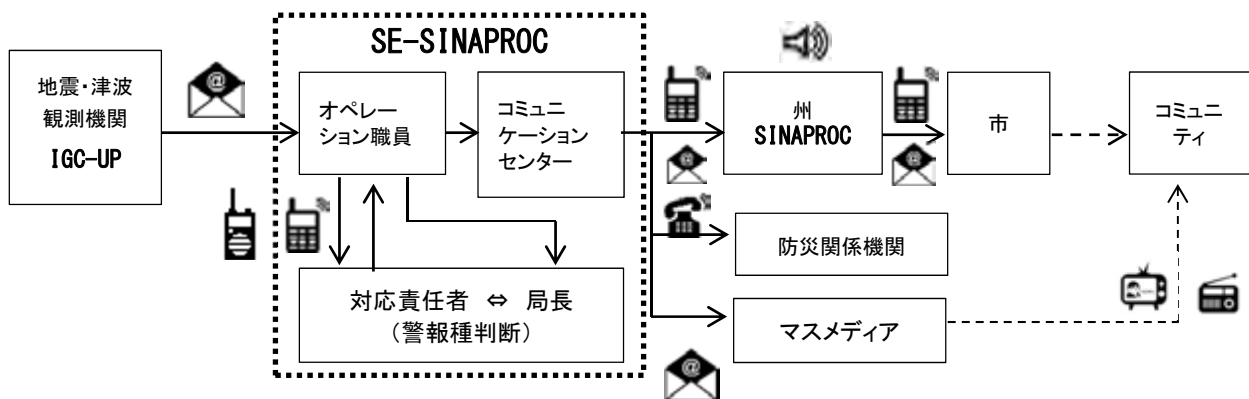 SE-SINAPROC
地震・津波
観測機関
IGC-UP
オペレー
ション職員
コミュニ
ケーション
センター
対応責任者 ⇔ 局長
(警報種判断)
州
SINAPROC
市
コミュニ
ティ
防災関係機関
マスメディア